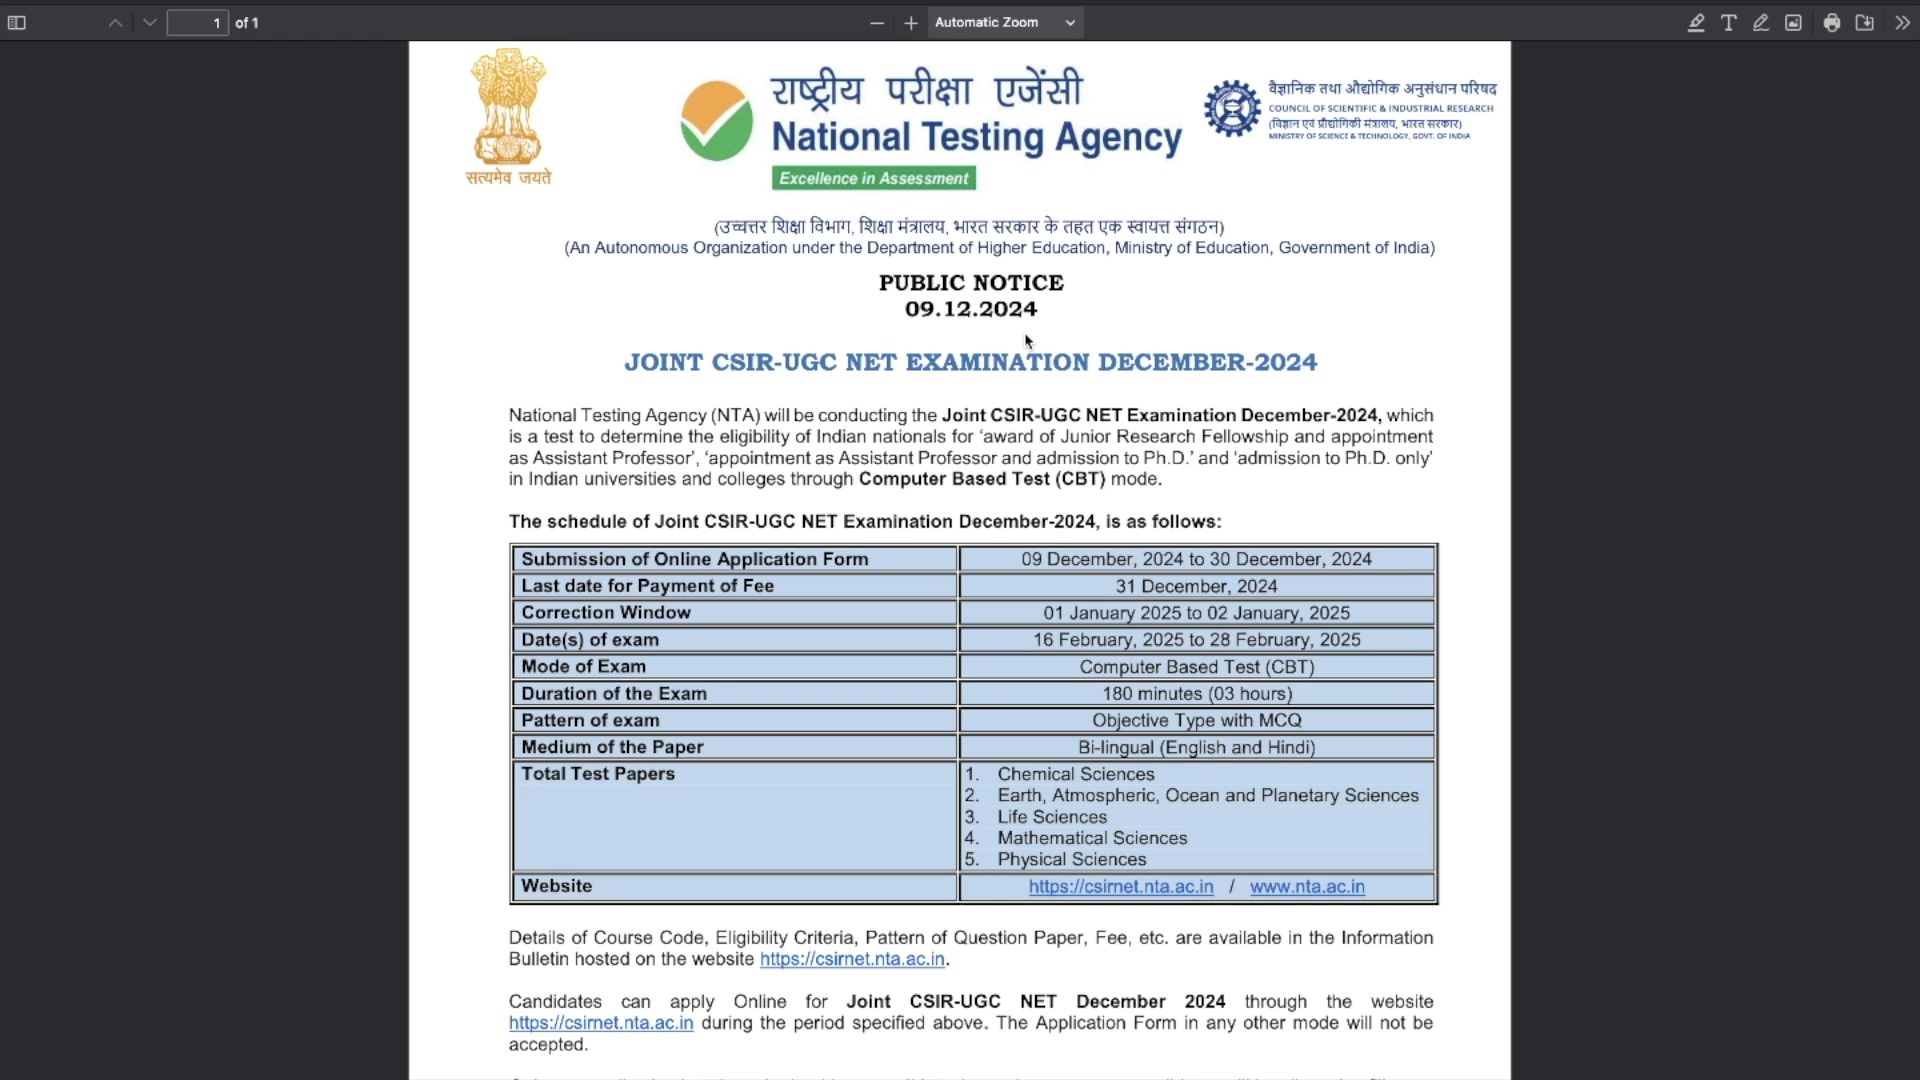 1 of 1
Automatic Zoom
सत्यमेव जयते
राष्ट्रीय परीक्षा एजेंसी
National Testing Agency
Excellence in Assessment
वैज्ञानिक तथा औद्योगिक अनुसंधान परिषद
COUNCIL OF SCIENTIFIC & INDUSTRIAL RESEARCH
(विज्ञान एवं प्रौद्योगिकी मंत्रालय, भारत सरकार)
MINISTRY OF SCIENCE & TECHNOLOGY, GOVT. OF INDIA
(उच्चत्तर शिक्षा विभाग, शिक्षा मंत्रालय, भारत सरकार के तहत एक स्वायत्त संगठन)
(An Autonomous Organization under the Department of Higher Education, Ministry of Education, Government of India)
PUBLIC NOTICE
09.12.2024
JOINT CSIR-UGC NET EXAMINATION DECEMBER-2024
National Testing Agency (NTA) will be conducting the Joint CSIR-UGC NET Examination December-2024, which
is a test to determine the eligibility of Indian nationals for ‘award of Junior Research Fellowship and appointment
as Assistant Professor’, ‘appointment as Assistant Professor and admission to Ph.D.’ and ‘admission to Ph.D. only’
in Indian universities and colleges through Computer Based Test (CBT) mode.
The schedule of Joint CSIR-UGC NET Examination December-2024, is as follows:
Submission of Online Application Form 09 December, 2024 to 30 December, 2024
Last date for Payment of Fee 31 December, 2024
Correction Window 01 January 2025 to 02 January, 2025
Date(s) of exam 16 February, 2025 to 28 February, 2025
Mode of Exam Computer Based Test (CBT)
Duration of the Exam 180 minutes (03 hours)
Pattern of exam Objective Type with MCQ
Medium of the Paper Bi-lingual (English and Hindi)
Total Test Papers 1. Chemical Sciences
2. Earth, Atmospheric, Ocean and Planetary Sciences
3. Life Sciences
4. Mathematical Sciences
5. Physical Sciences
Website https://csirnet.nta.ac.in / www.nta.ac.in
Details of Course Code, Eligibility Criteria, Pattern of Question Paper, Fee, etc. are available in the Information
Bulletin hosted on the website https://csirnet.nta.ac.in.
Candidates can apply Online for Joint CSIR-UGC NET December 2024 through the website
https://csirnet.nta.ac.in during the period specified above. The Application Form in any other mode will not be
accepted.